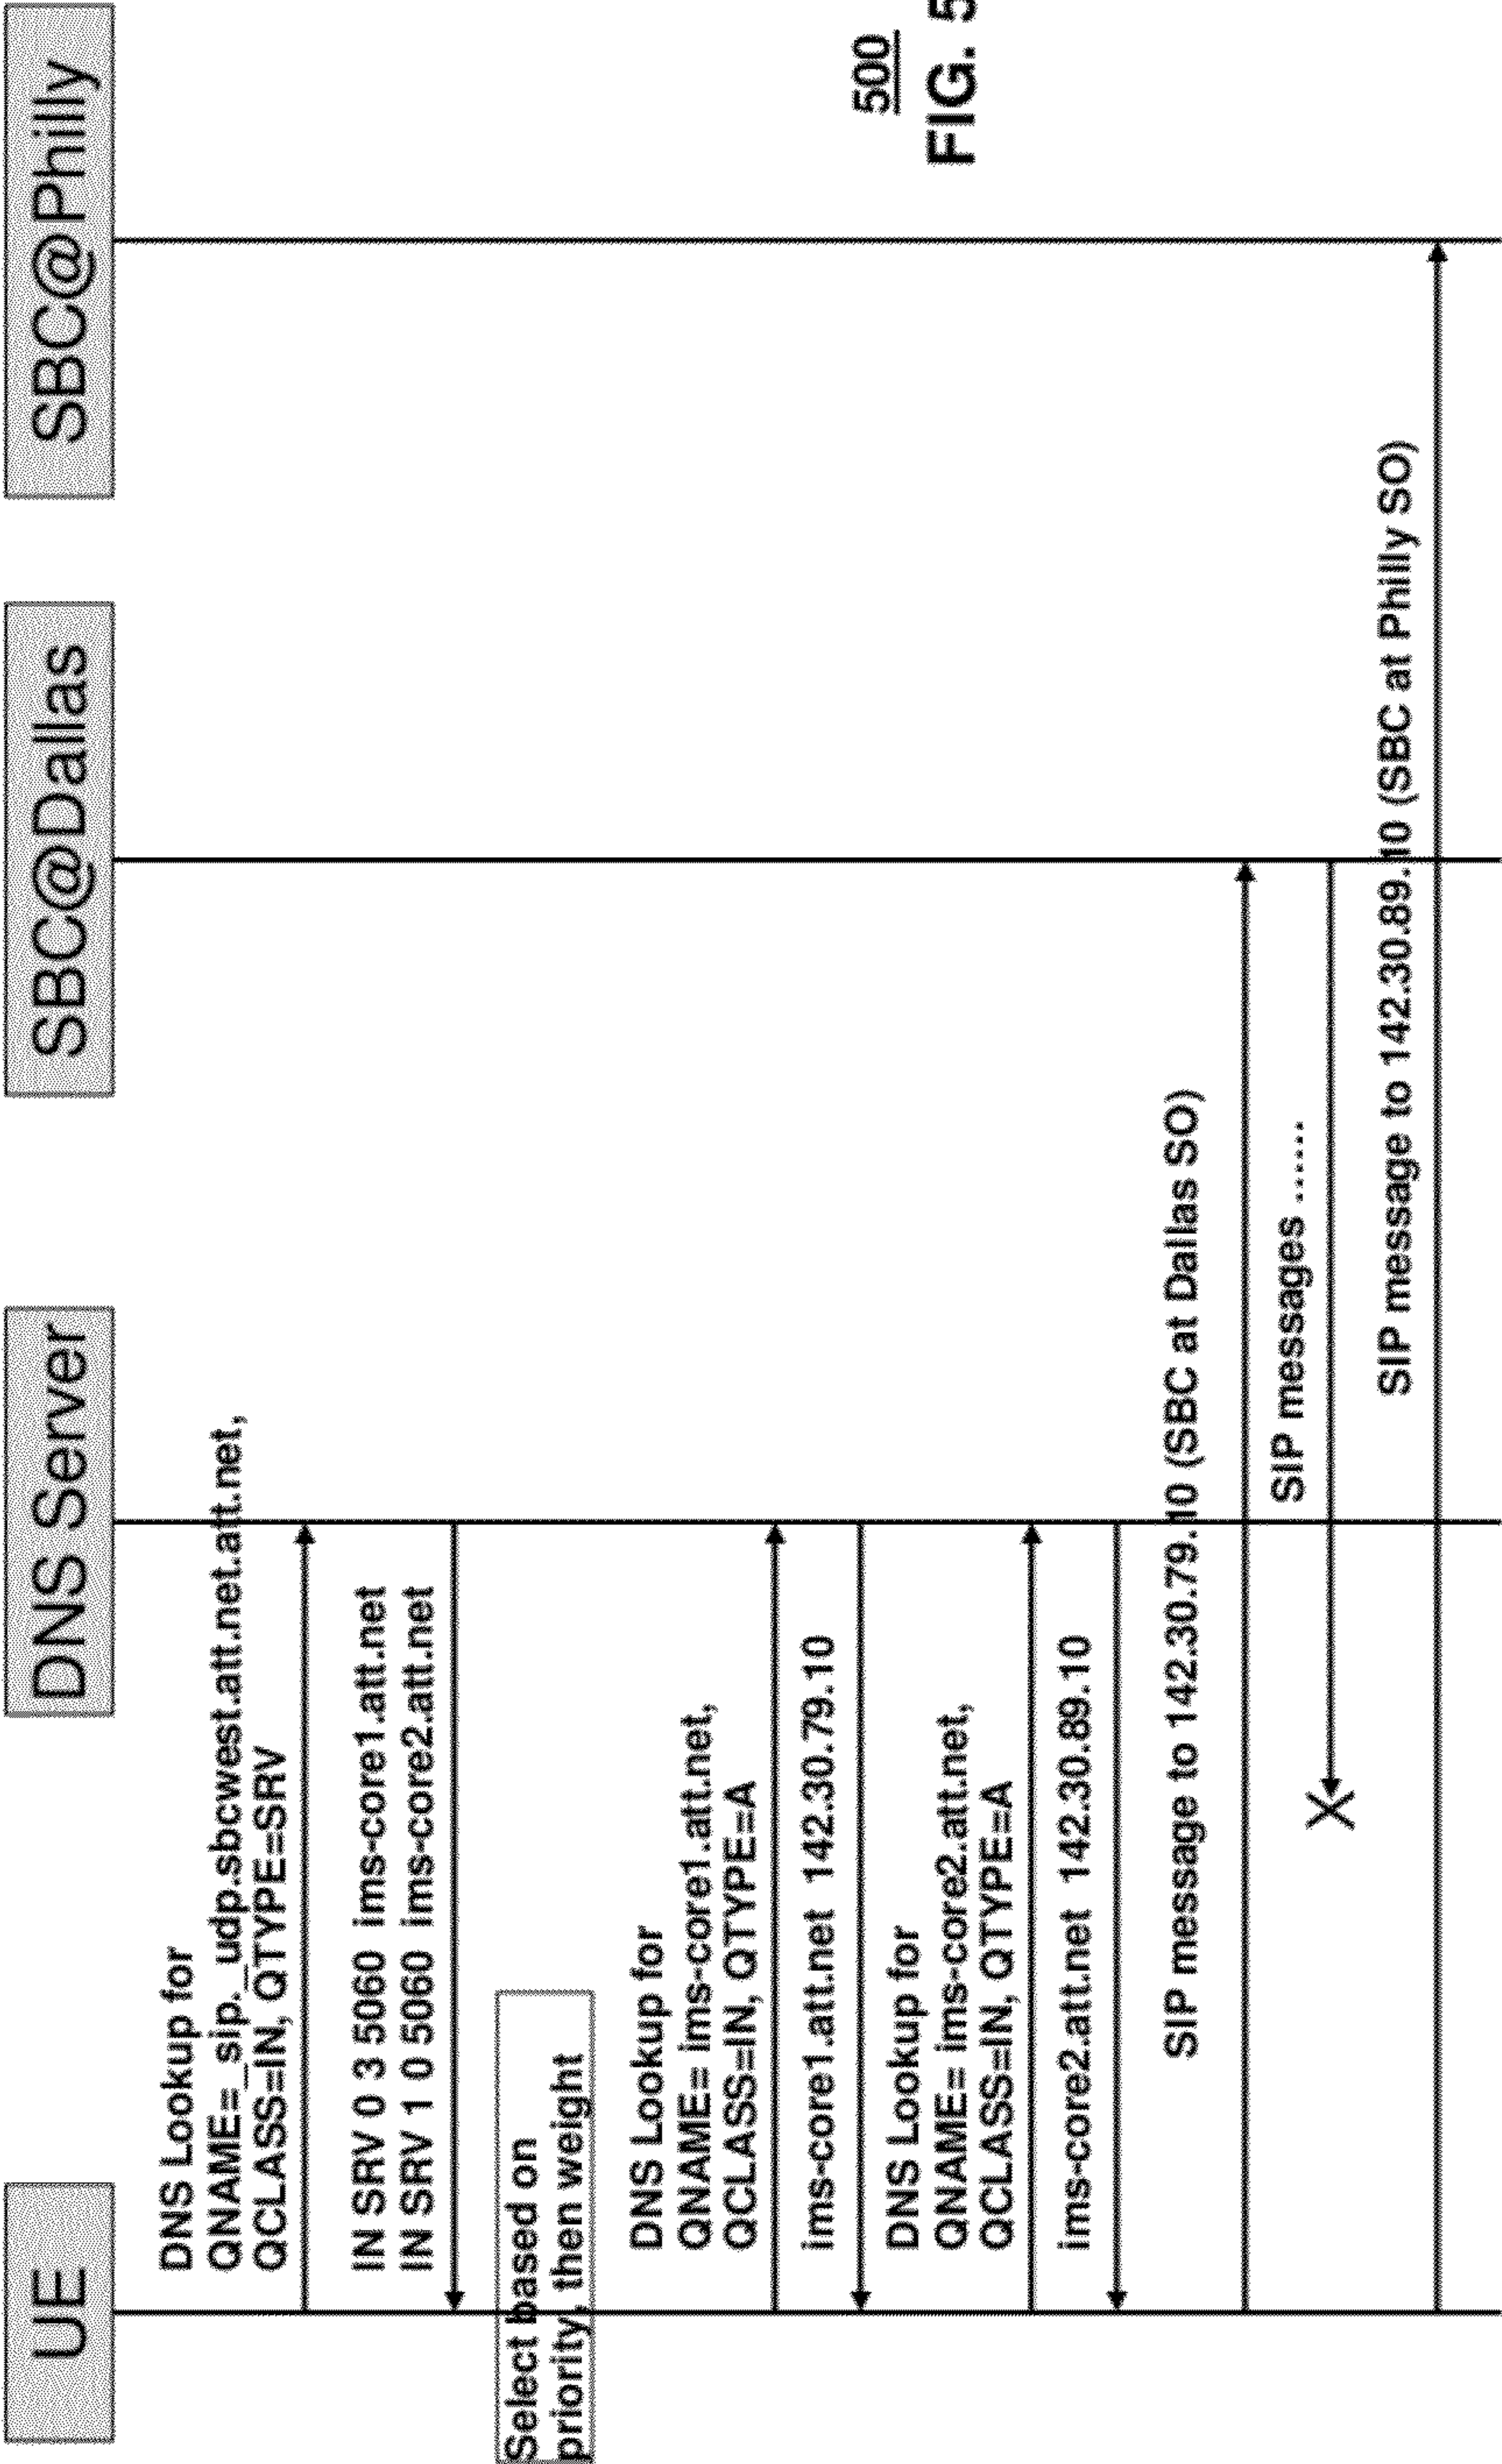 UE
DNS Server
SBC@Dallas
SBC@Philly
DNS Lookup for
QNAME=_sip._udp.sbcwest.att.net.att.net,
QCLASS=IN, QTYPE=SRV
IN SRV 0 3 5060 ims-core1.att.net
IN SRV 1 0 5060 ims-core2.att.net
Select based on
priority, then weight
DNS Lookup for
QNAME= ims-core1.att.net,
QCLASS=IN, QTYPE=A
ims-core1.att.net 142.30.79.10
DNS Lookup for
QNAME= ims-core2.att.net,
QCLASS=IN, QTYPE=A
ims-core2.att.net 142.30.89.10
SIP message to 142.30.79.10 (SBC at Dallas SO)
SIP messages ......
X
SIP message to 142.30.89.10 (SBC at Philly SO)
500
FIG. 5